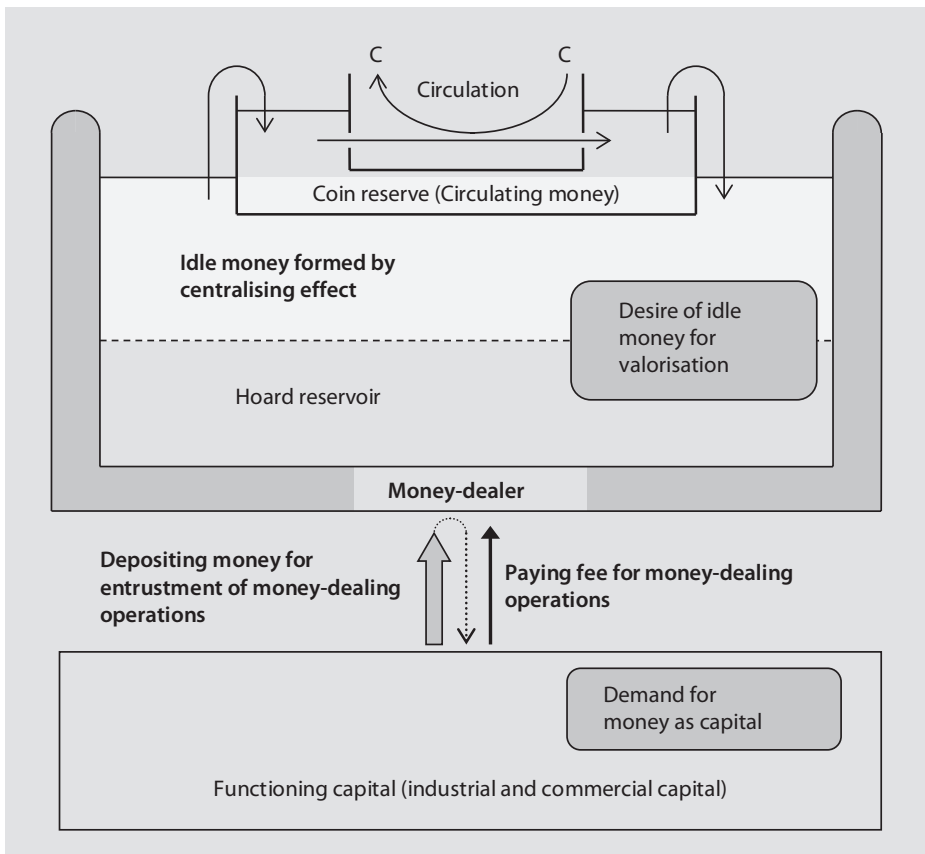 C
C
Circulation
Coin reserve (Circulating money)
Idle money formed by
centralising effect
Desire of idle
money for
valorisation
Hoard reservoir
Money-dealer
Depositing money for
entrustment of money-dealing
operations
Paying fee for money-dealing
operations
Demand for
money as capital
Functioning capital (industrial and commercial capital)